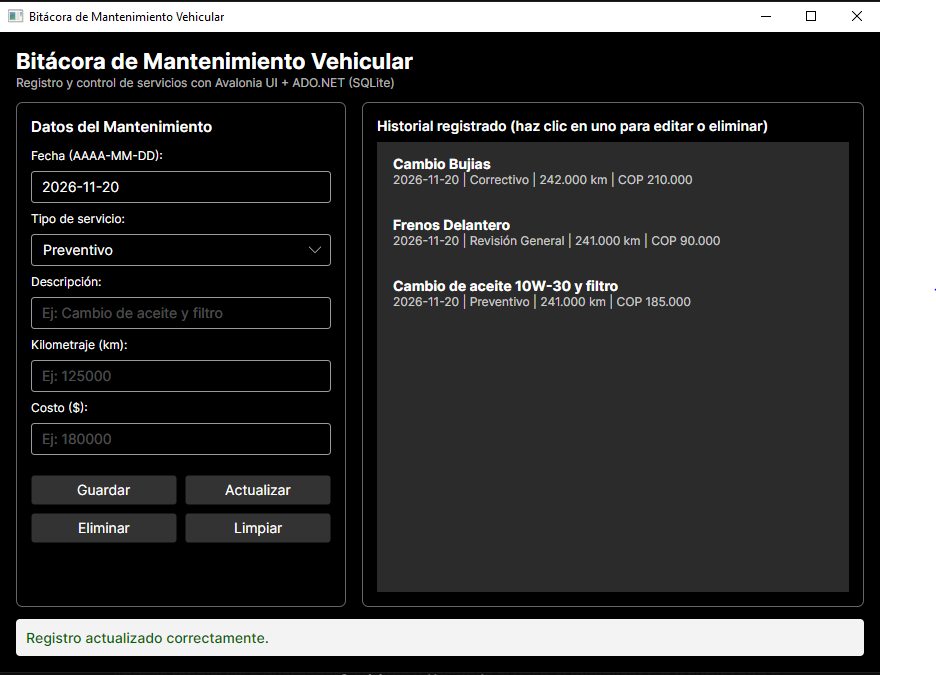 Bitácora de Mantenimiento Vehicular
Bitácora de Mantenimiento Vehicular
Registro y control de servicios con Avalonia UI + ADO.NET (SQLite)
Datos del Mantenimiento
Fecha (AAAA-MM-DD):
2026-11-20
Tipo de servicio:
Preventivo
Descripción:
Ej: Cambio de aceite y filtro
Kilometraje (km):
Ej: 125000
Costo ($):
Ej: 180000
Guardar
Actualizar
Eliminar
Limpiar
Historial registrado (haz clic en uno para editar o eliminar)
Cambio Bujias
2026-11-20 | Correctivo | 242.000 km | COP 210.000
Frenos Delantero
2026-11-20 | Revisión General | 241.000 km | COP 90.000
Cambio de aceite 10W-30 y filtro
2026-11-20 | Preventivo | 241.000 km | COP 185.000
Registro actualizado correctamente.